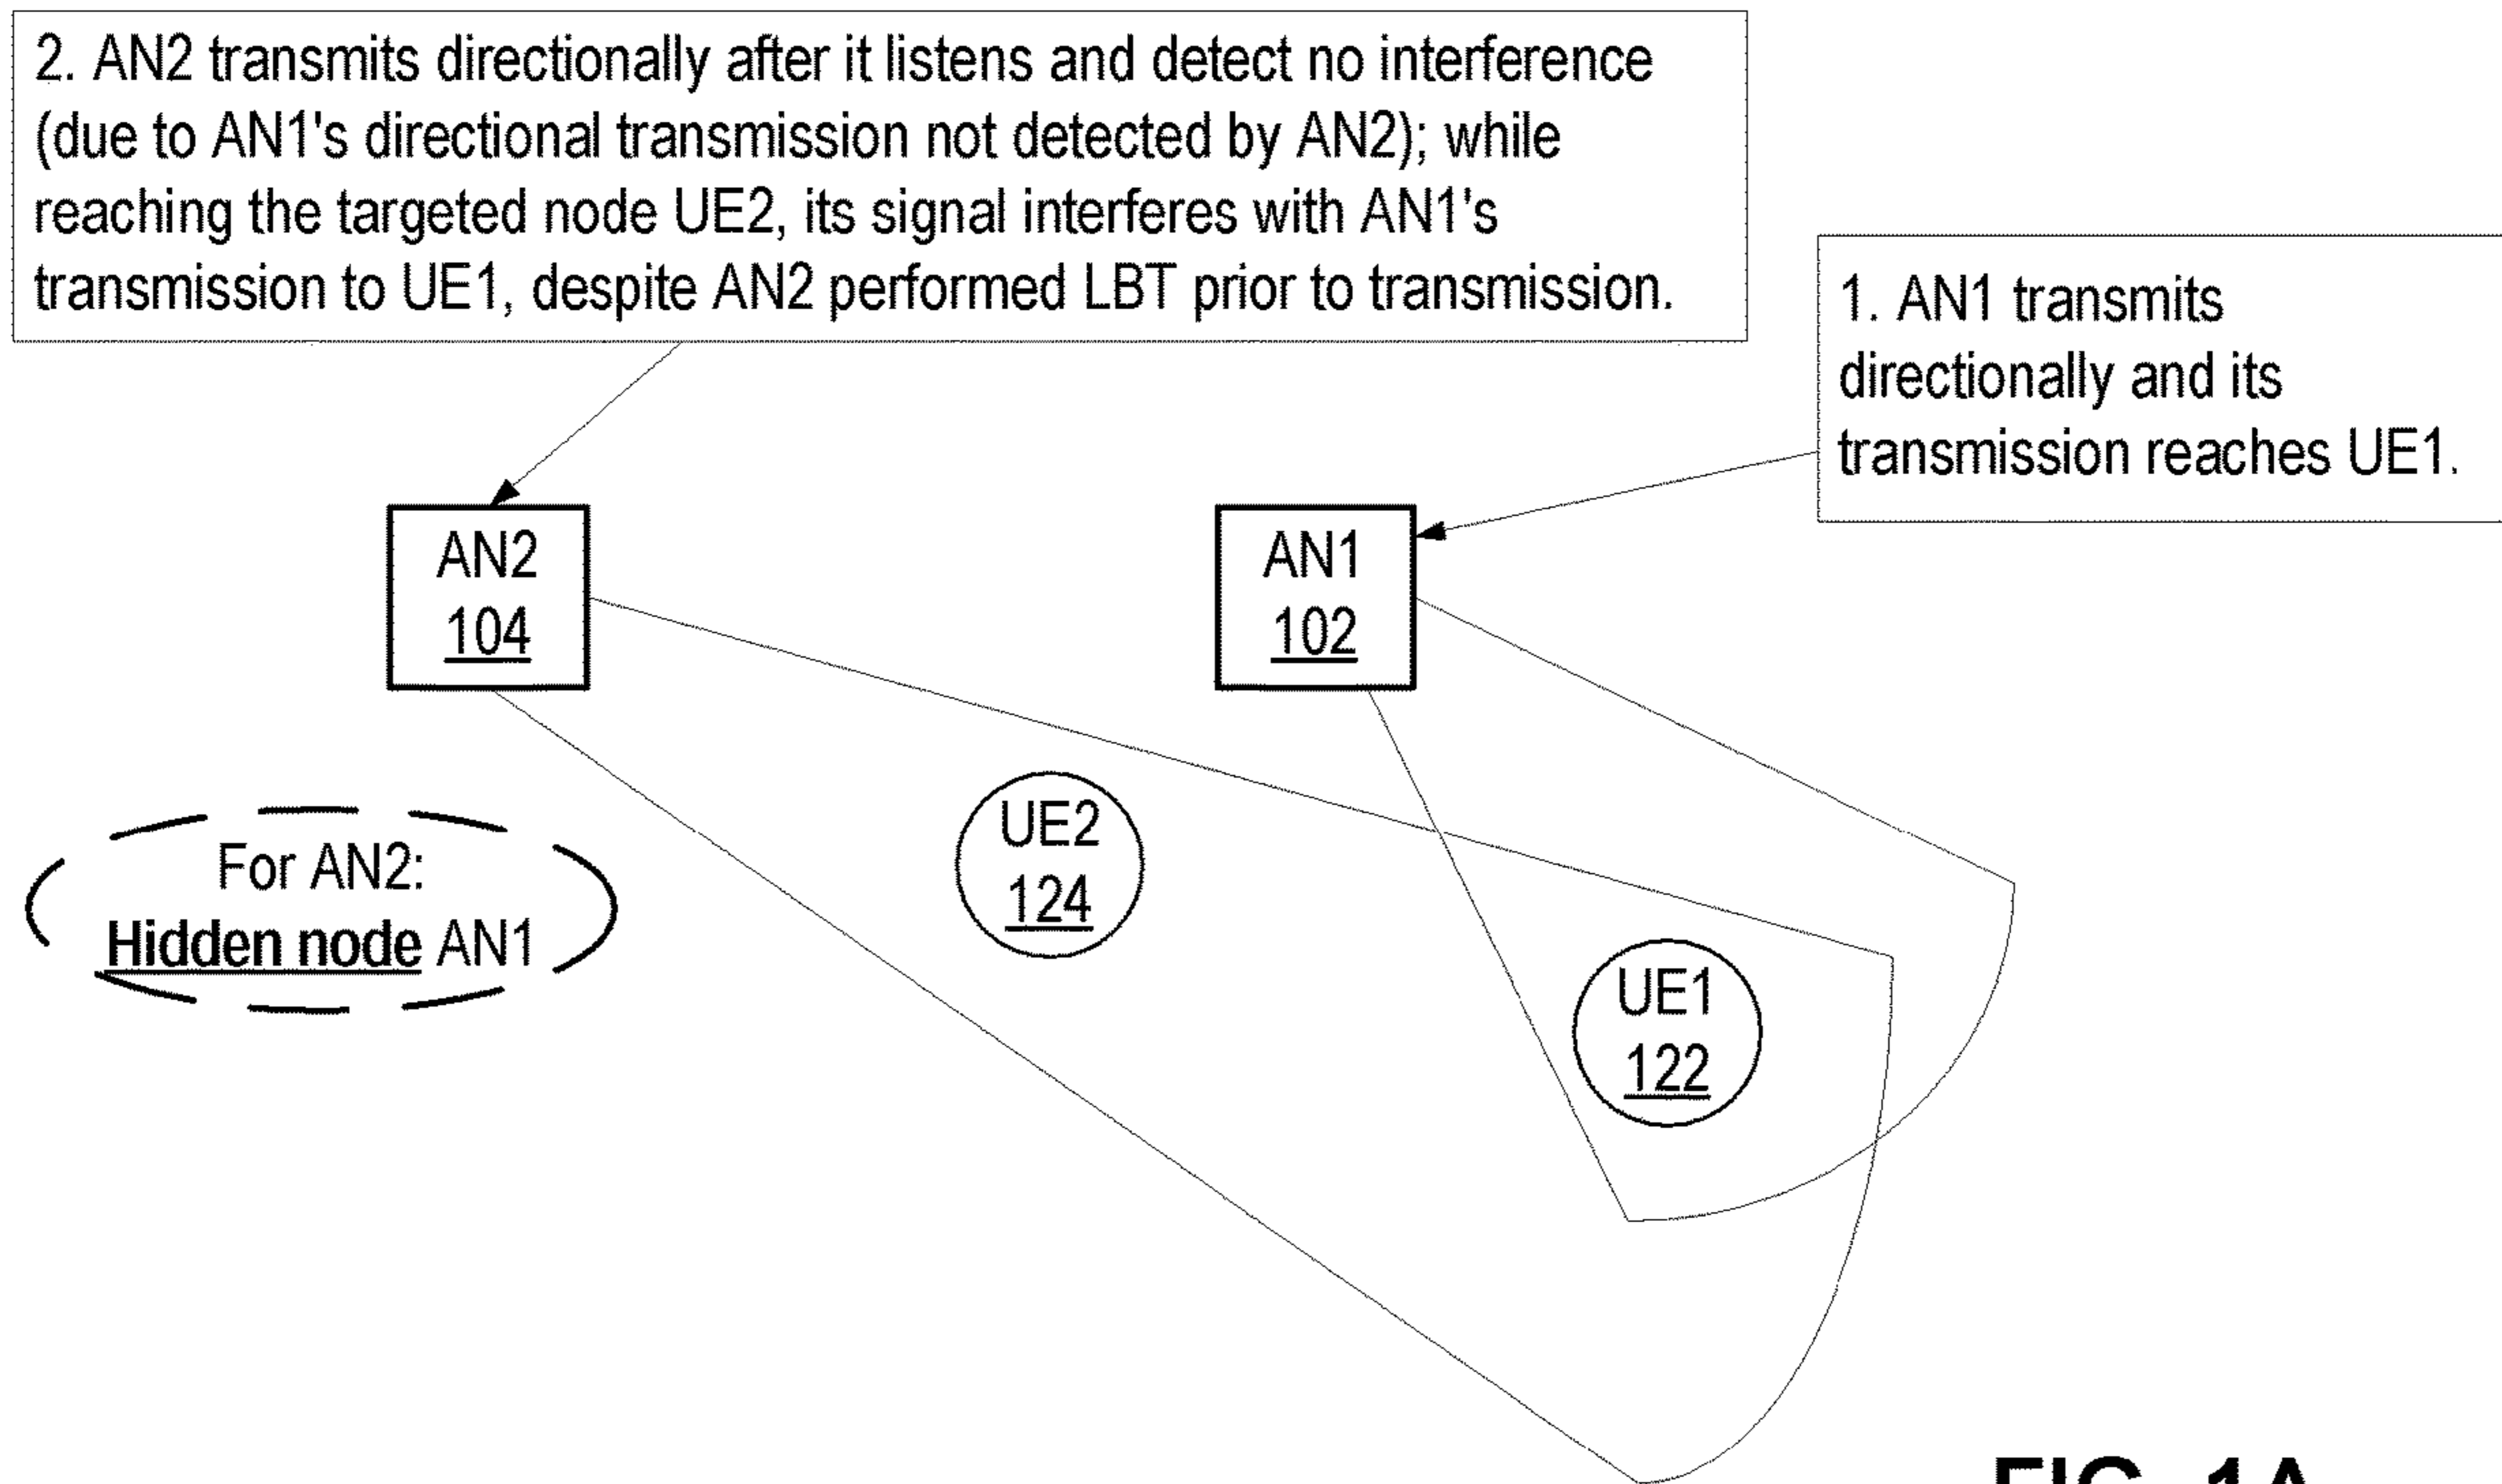 2. AN2 transmits directionally after it listens and detect no interference
(due to AN1's directional transmission not detected by AN2); while
reaching the targeted node UE2, its signal interferes with AN1's
transmission to UE1, despite AN2 performed LBT prior to transmission.
1. AN1 transmits
directionally and its
transmission reaches UE1.
AN2
104
AN1
102
UE2
124
For AN2:
Hidden node AN1
UE1
122
FIG. 1A